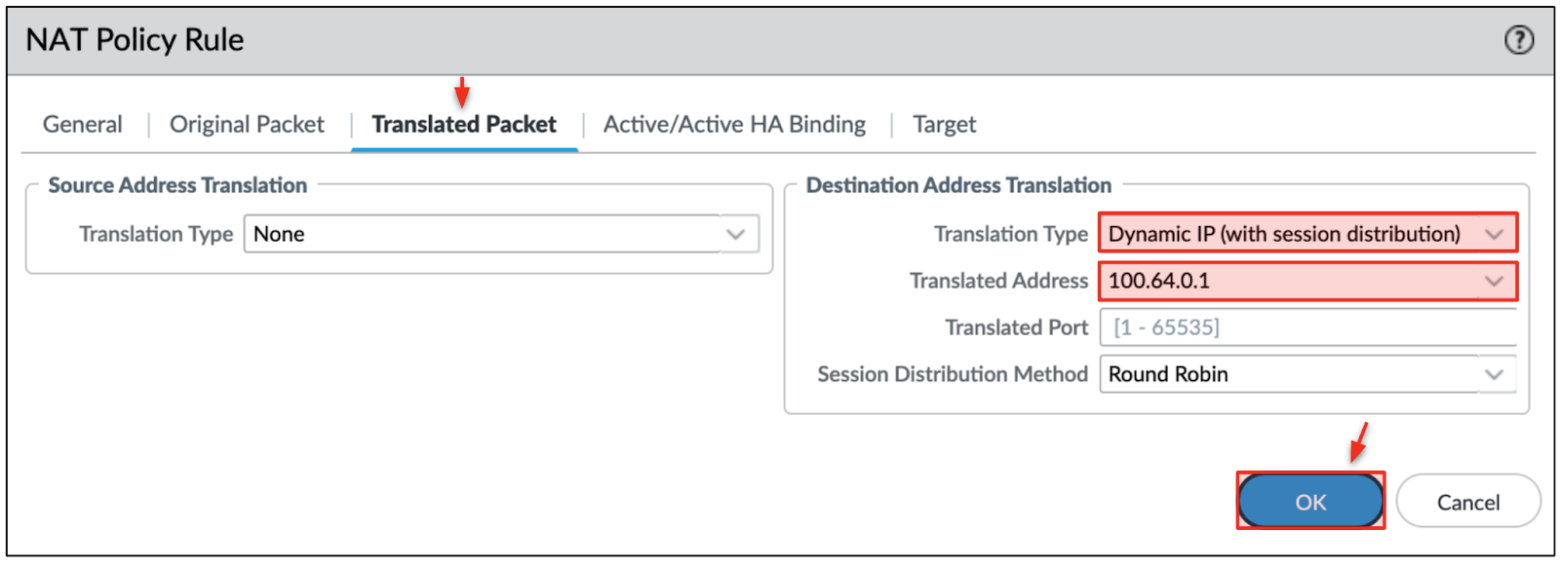 NAT Policy Rule ?
General Original Packet Translated Packet Active/Active HA Binding Target
Source Address Translation
Translation Type None
Destination Address Translation
Translation Type Dynamic IP (with session distribution)
Translated Address 100.64.0.1
Translated Port [1 - 65535]
Session Distribution Method Round Robin
OK Cancel